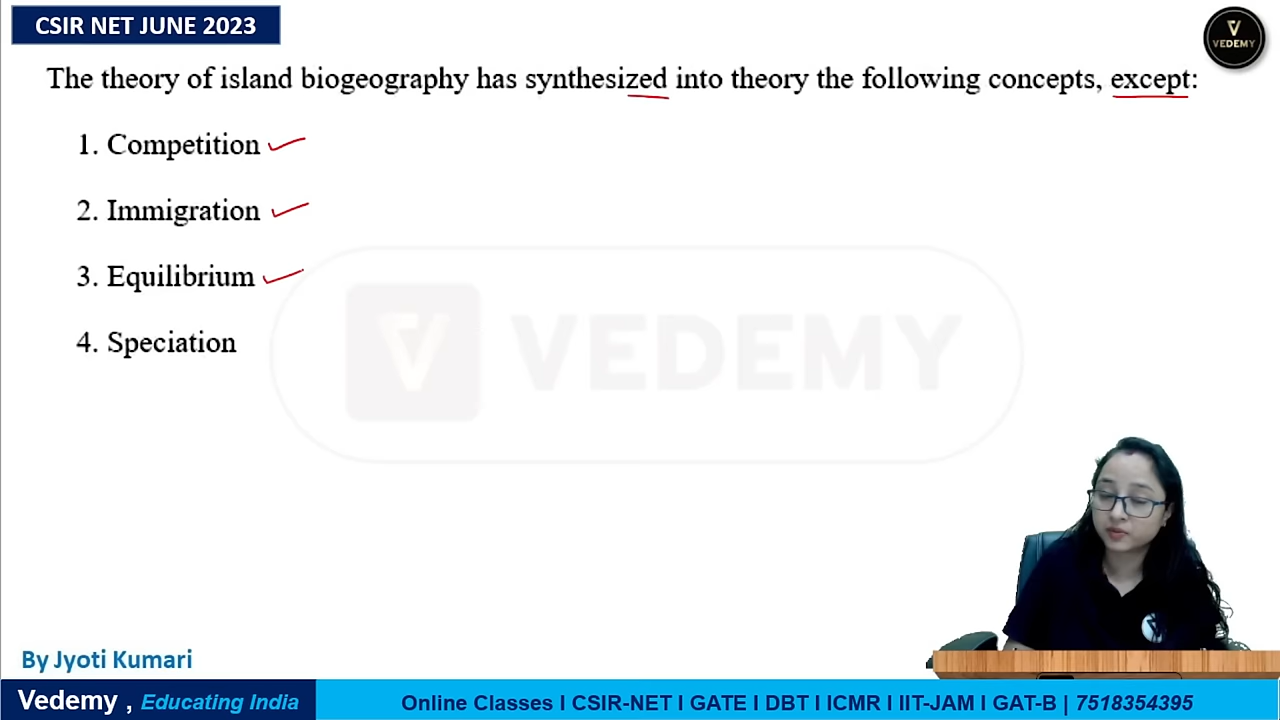 CSIR NET JUNE 2023
VEDEMY
The theory of island biogeography has synthesized into theory the following concepts, except:
1. Competition
2. Immigration
3. Equilibrium
4. Speciation
VEDEMY
By Jyoti Kumari
Vedemy , Educating India
Online Classes I CSIR-NET I GATE I DBT I ICMR I IIT-JAM I GAT-B | 7518354395